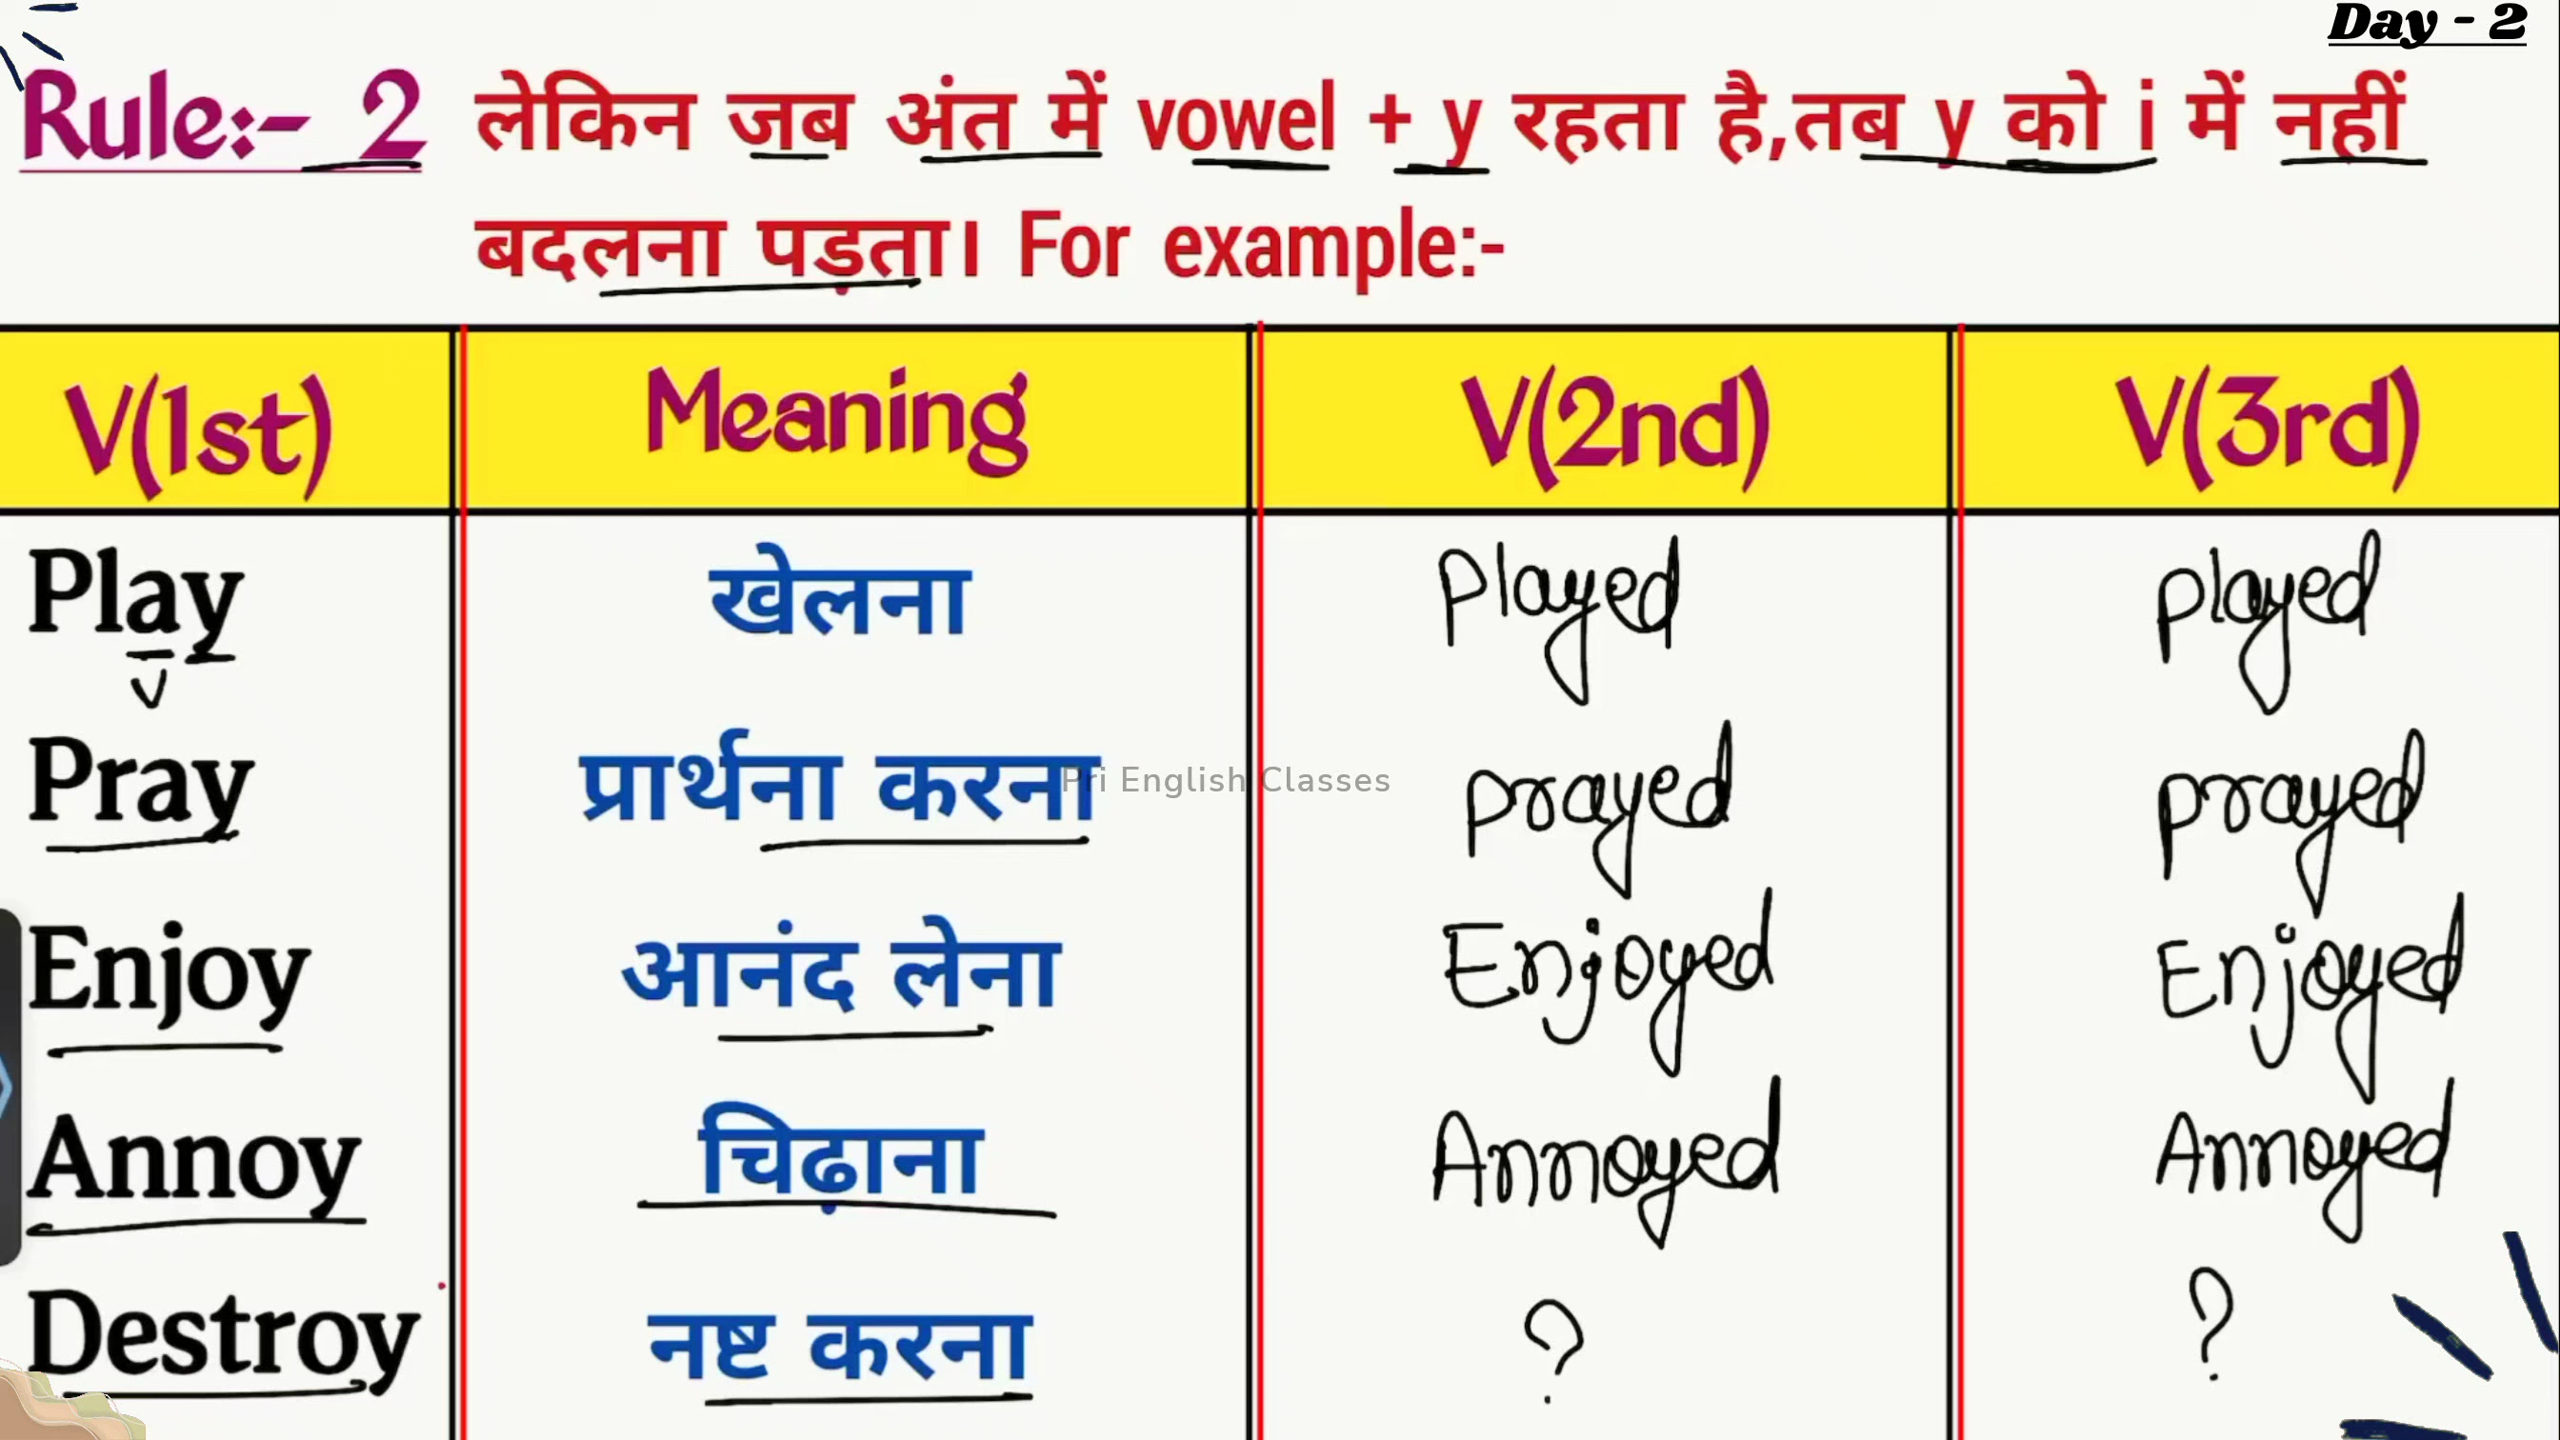 Day - 2
Rule:- 2 लेकिन जब अंत में vowel + y रहता है,तब y को i में नहीं
बदलना पड़ता। For example:-
V(1st) Meaning V(2nd) V(3rd)
Play खेलना Played played
V
Pray प्रार्थना करना prayed prayed
Pri English Classes
Enjoy आनंद लेना Enjoyed Enjoyed
Annoy चिढ़ाना Annoyed Annoyed
Destroy नष्ट करना ? ?